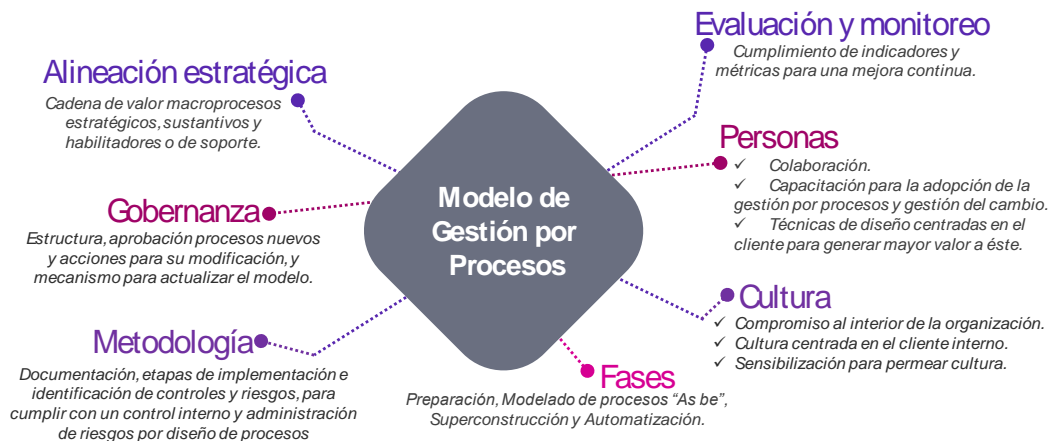 Evaluación y monitoreo
Cumplimiento de indicadores y
métricas para una mejora continua.
Alineación estratégica
Cadena de valor macroprocesos
estratégicos, sustantivos y
habilitadores o de soporte.
Personas
✓ Colaboración.
✓ Capacitación para la adopción de la
gestión por procesos y gestión del cambio.
✓ Técnicas de diseño centradas en el
cliente para generar mayor valor a éste.
Modelo de
Gestión por
Procesos
Gobernanza
Estructura, aprobación procesos nuevos
y acciones para su modificación, y
mecanismo para actualizar el modelo.
Cultura
✓ Compromiso al interior de la organización.
✓ Cultura centrada en el cliente interno.
✓ Sensibilización para permear cultura.
Metodología
Documentación, etapas de implementación e
identificación de controles y riesgos, para
cumplir con un control interno y administración
de riesgos por diseño de procesos
Fases
Preparación, Modelado de procesos “As be”,
Superconstrucción y Automatización.